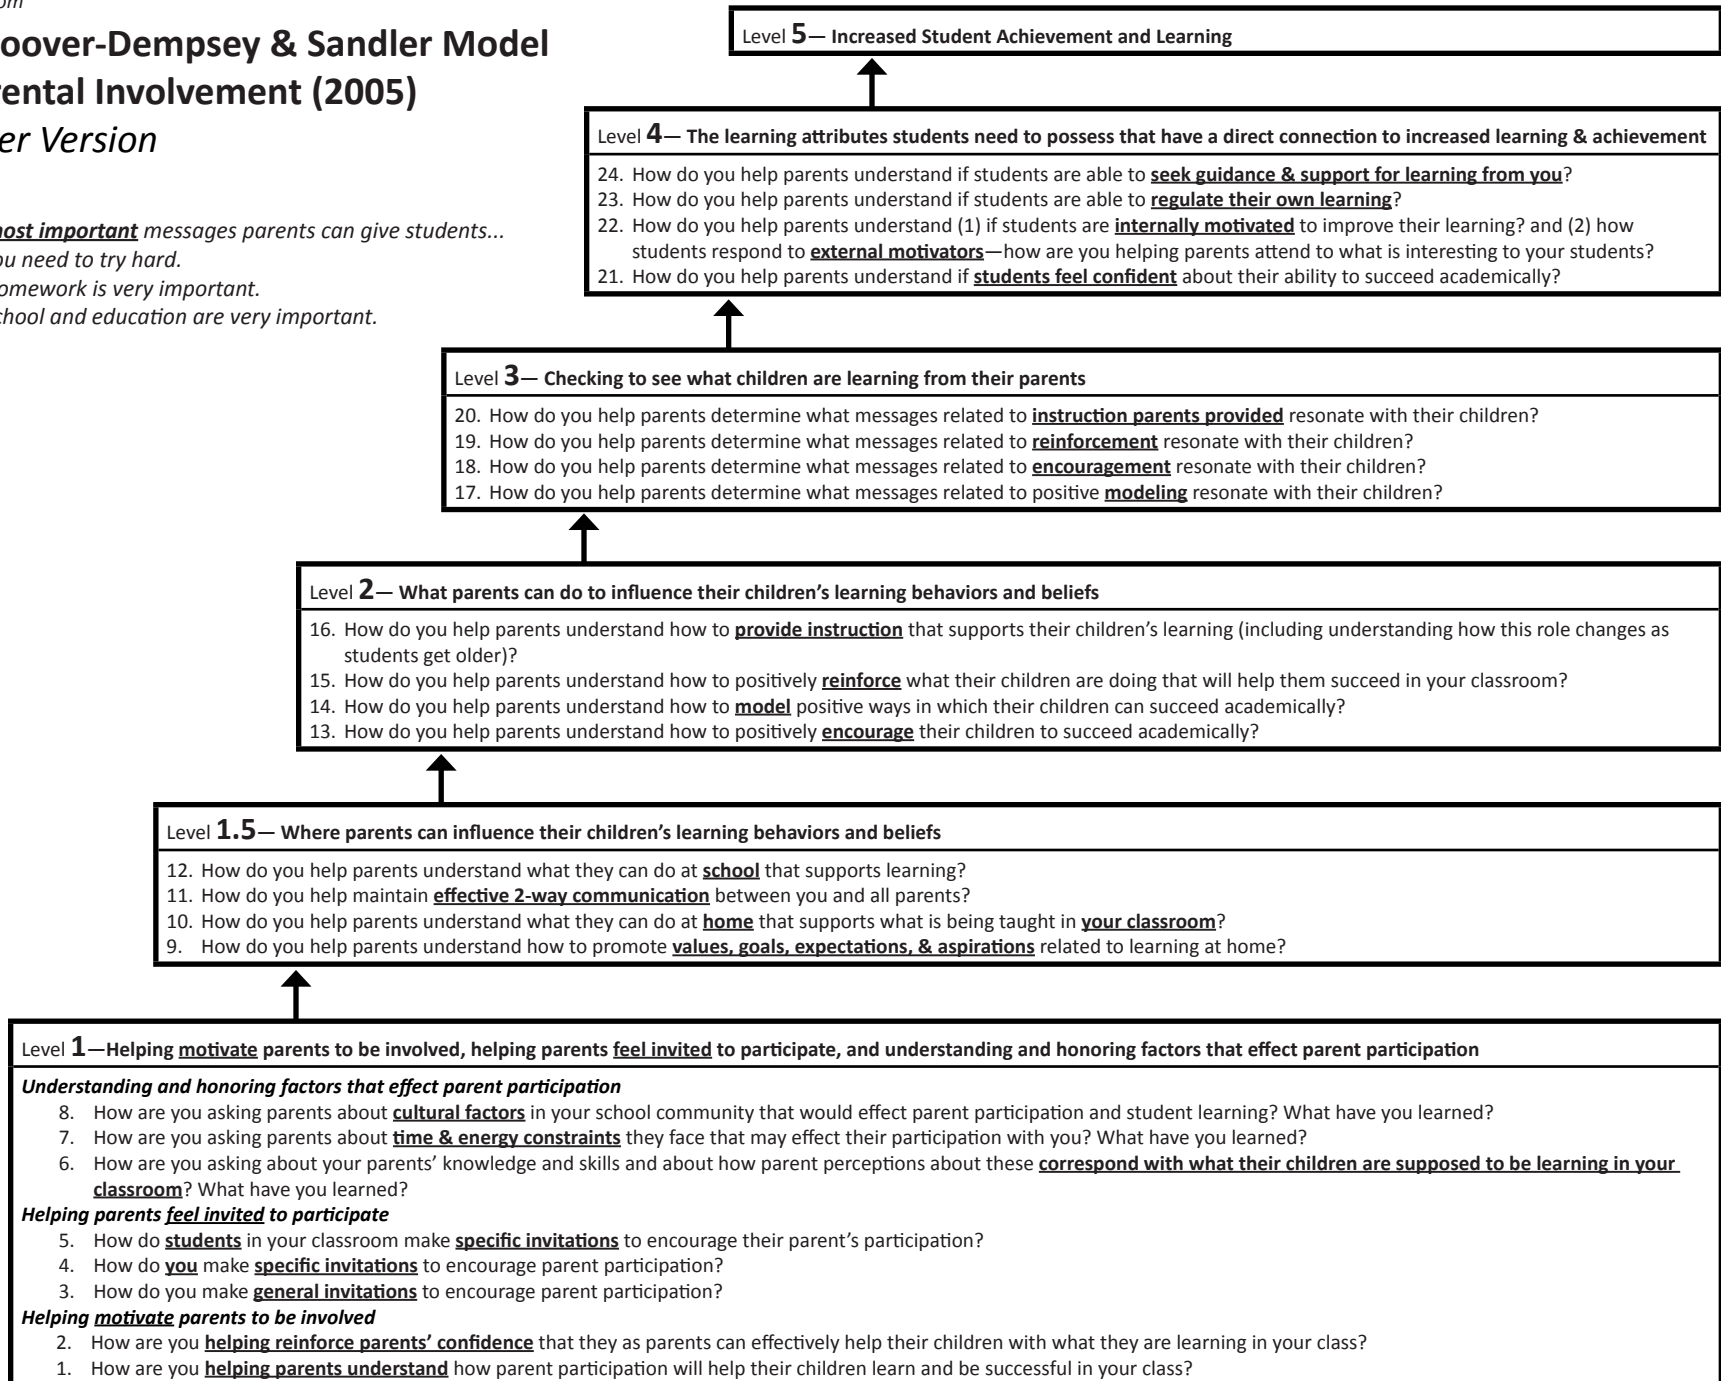 om
oover-Dempsey & Sandler Model
rental Involvement (2005)
er Version
most important messages parents can give students...
ou need to try hard.
omework is very important.
chool and education are very important.
Level 5— Increased Student Achievement and Learning
Level 4— The learning attributes students need to possess that have a direct connection to increased learning & achievement
24. How do you help parents understand if students are able to seek guidance & support for learning from you?
23. How do you help parents understand if students are able to regulate their own learning?
22. How do you help parents understand (1) if students are internally motivated to improve their learning? and (2) how
students respond to external motivators—how are you helping parents attend to what is interesting to your students?
21. How do you help parents understand if students feel confident about their ability to succeed academically?
Level 3— Checking to see what children are learning from their parents
20. How do you help parents determine what messages related to instruction parents provided resonate with their children?
19. How do you help parents determine what messages related to reinforcement resonate with their children?
18. How do you help parents determine what messages related to encouragement resonate with their children?
17. How do you help parents determine what messages related to positive modeling resonate with their children?
Level 2— What parents can do to influence their children's learning behaviors and beliefs
16. How do you help parents understand how to provide instruction that supports their children's learning (including understanding how this role changes as
students get older)?
15. How do you help parents understand how to positively reinforce what their children are doing that will help them succeed in your classroom?
14. How do you help parents understand how to model positive ways in which their children can succeed academically?
13. How do you help parents understand how to positively encourage their children to succeed academically?
Level 1.5— Where parents can influence their children's learning behaviors and beliefs
12. How do you help parents understand what they can do at school that supports learning?
11. How do you help maintain effective 2-way communication between you and all parents?
10. How do you help parents understand what they can do at home that supports what is being taught in your classroom?
9. How do you help parents understand how to promote values, goals, expectations, & aspirations related to learning at home?
Level 1—Helping motivate parents to be involved, helping parents feel invited to participate, and understanding and honoring factors that effect parent participation
Understanding and honoring factors that effect parent participation
8. How are you asking parents about cultural factors in your school community that would effect parent participation and student learning? What have you learned?
7. How are you asking parents about time & energy constraints they face that may effect their participation with you? What have you learned?
6. How are you asking about your parents' knowledge and skills and about how parent perceptions about these correspond with what their children are supposed to be learning in your
classroom? What have you learned?
Helping parents feel invited to participate
5. How do students in your classroom make specific invitations to encourage their parent's participation?
4. How do you make specific invitations to encourage parent participation?
3. How do you make general invitations to encourage parent participation?
Helping motivate parents to be involved
2. How are you helping reinforce parents' confidence that they as parents can effectively help their children with what they are learning in your class?
1. How are you helping parents understand how parent participation will help their children learn and be successful in your class?